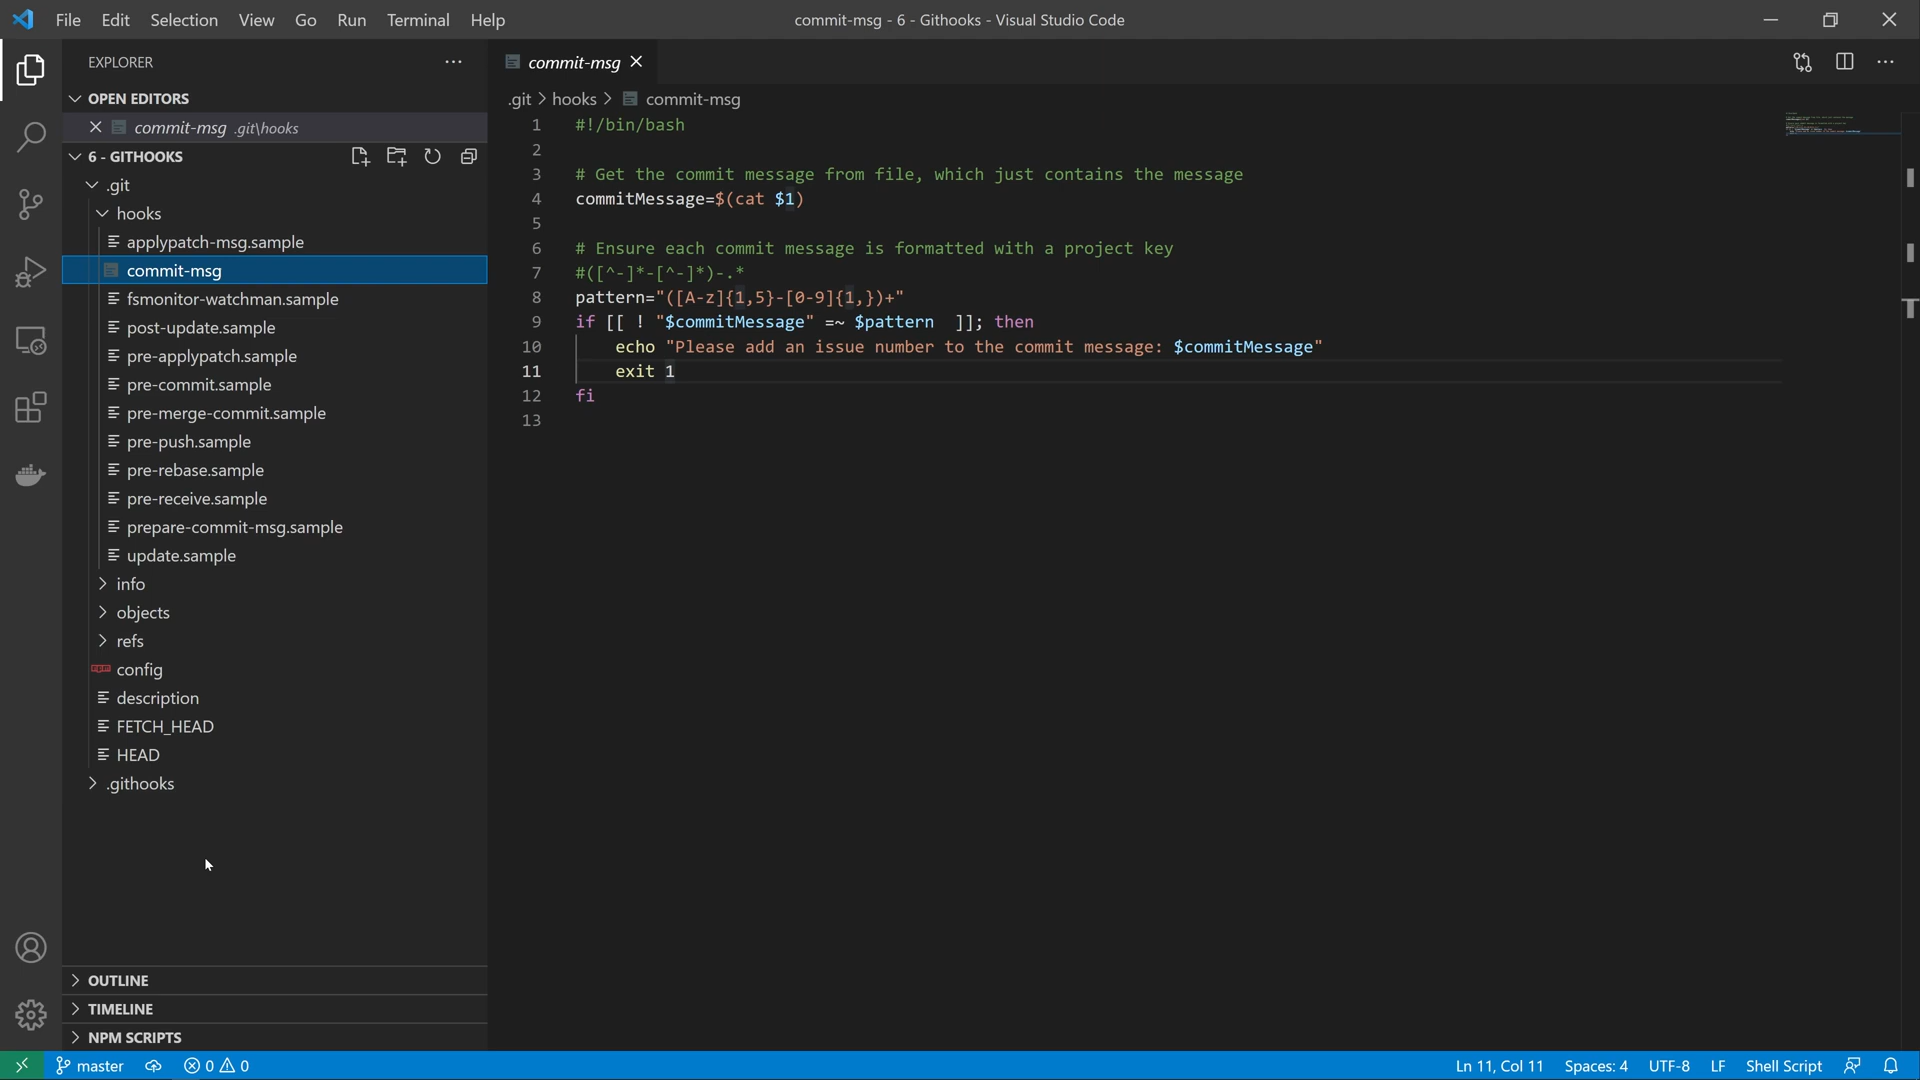 File Edit Selection View Go Run Terminal Help
commit-msg - 6 - Githooks - Visual Studio Code
EXPLORER
OPEN EDITORS
commit-msg .git\hooks
6 - GITHOOKS
.git
hooks
applypatch-msg.sample
commit-msg
fsmonitor-watchman.sample
post-update.sample
pre-applypatch.sample
pre-commit.sample
pre-merge-commit.sample
pre-push.sample
pre-rebase.sample
pre-receive.sample
prepare-commit-msg.sample
update.sample
info
objects
refs
config
description
FETCH_HEAD
HEAD
.githooks
OUTLINE
TIMELINE
NPM SCRIPTS
commit-msg
.git > hooks > commit-msg
1 #!/bin/bash
2
3 # Get the commit message from file, which just contains the message
4 commitMessage=$(cat $1)
5
6 # Ensure each commit message is formatted with a project key
7 #([^-]*-[^-]*)-.*
8 pattern="([A-z]{1,5}-[0-9]{1,})+"
9 if [[ ! "$commitMessage" =~ $pattern  ]]; then
10     echo "Please add an issue number to the commit message: $commitMessage"
11     exit 1
12 fi
13
master 0 0 Ln 11, Col 11 Spaces: 4 UTF-8 LF Shell Script